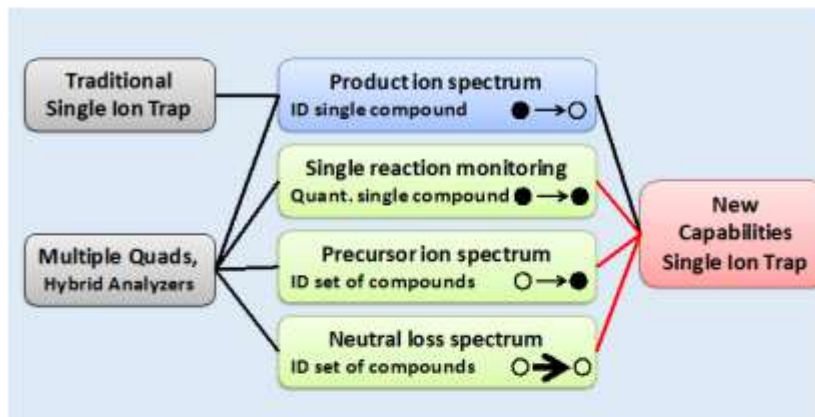 Traditional
Single Ion Trap
Product ion spectrum
ID single compound
Single reaction monitoring
Quant. single compound
Multiple Quads,
Hybrid Analyzers
Precursor ion spectrum
ID set of compounds
Neutral loss spectrum
ID set of compounds
New
Capabilities
Single Ion Trap